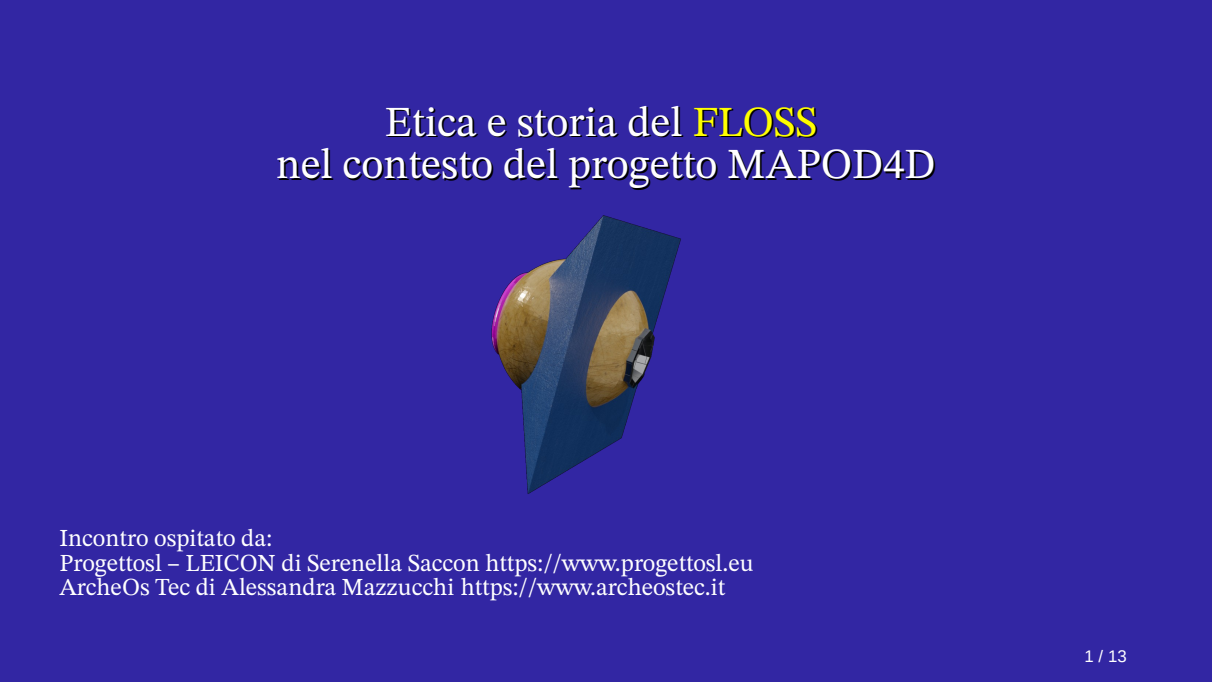 Etica e storia del FLOSS
nel contesto del progetto MAPOD4D
Incontro ospitato da:
Progettosl – LEICON di Serenella Saccon https://www.progettosl.eu
ArcheOs Tec di Alessandra Mazzucchi https://www.archeostec.it
1 / 13